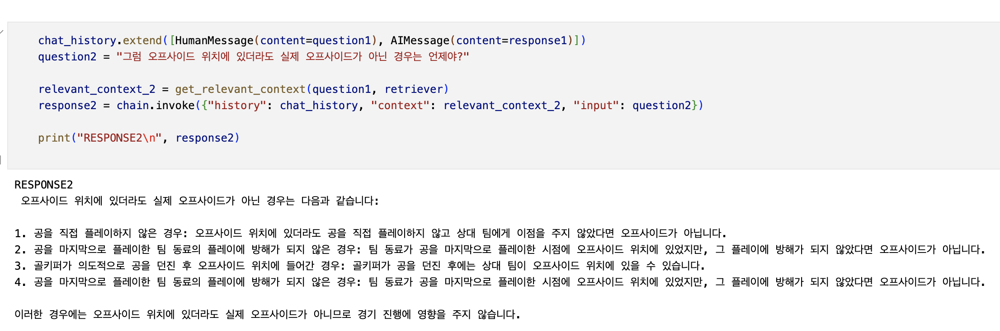 chat_history.extend([HumanMessage(content=question1), AIMessage(content=response1)])
question2 = "그럼 오프사이드 위치에 있더라도 실제 오프사이드가 아닌 경우는 언제야?"
relevant_context_2 = get_relevant_context(question1, retriever)
response2 = chain.invoke({"history": chat_history, "context": relevant_context_2, "input": question2})
print("RESPONSE2\n", response2)
RESPONSE2
오프사이드 위치에 있더라도 실제 오프사이드가 아닌 경우는 다음과 같습니다:
1. 공을 직접 플레이하지 않은 경우: 오프사이드 위치에 있더라도 공을 직접 플레이하지 않고 상대 팀에게 이점을 주지 않았다면 오프사이드가 아닙니다.
2. 공을 마지막으로 플레이한 팀 동료의 플레이에 방해가 되지 않은 경우: 팀 동료가 공을 마지막으로 플레이한 시점에 오프사이드 위치에 있었지만, 그 플레이에 방해가 되지 않았다면 오프사이드가 아닙니다.
3. 골키퍼가 의도적으로 공을 던진 후 오프사이드 위치에 들어간 경우: 골키퍼가 공을 던진 후에는 상대 팀이 오프사이드 위치에 있을 수 있습니다.
4. 공을 마지막으로 플레이한 팀 동료의 플레이에 방해가 되지 않은 경우: 팀 동료가 공을 마지막으로 플레이한 시점에 오프사이드 위치에 있었지만, 그 플레이에 방해가 되지 않았다면 오프사이드가 아닙니다.
이러한 경우에는 오프사이드 위치에 있더라도 실제 오프사이드가 아니므로 경기 진행에 영향을 주지 않습니다.